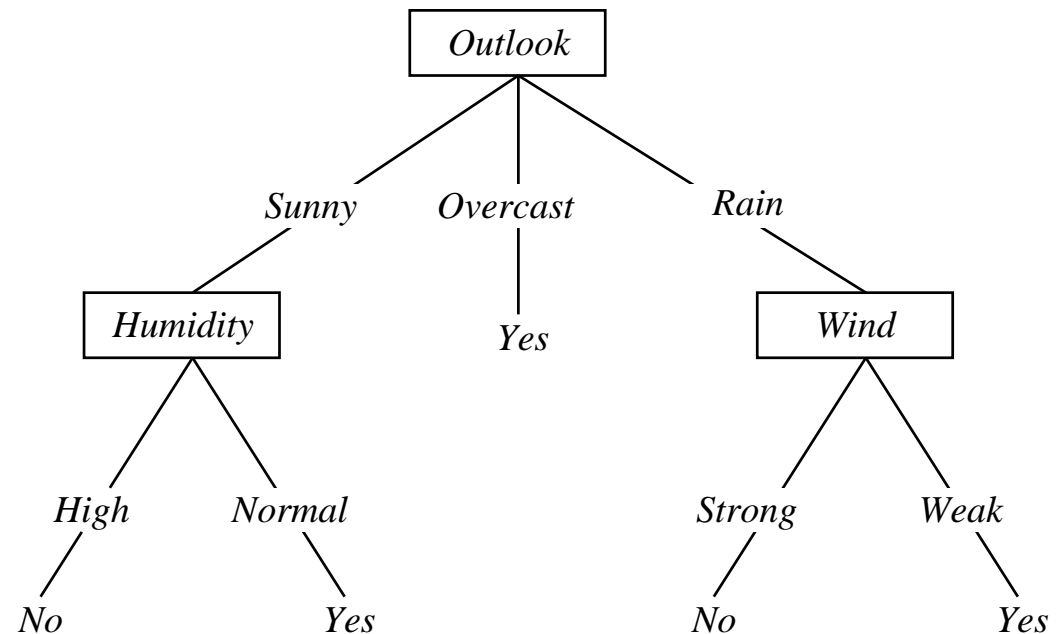 Outlook
Sunny Overcast Rain
Humidity Yes Wind
High Normal Strong Weak
No Yes No Yes